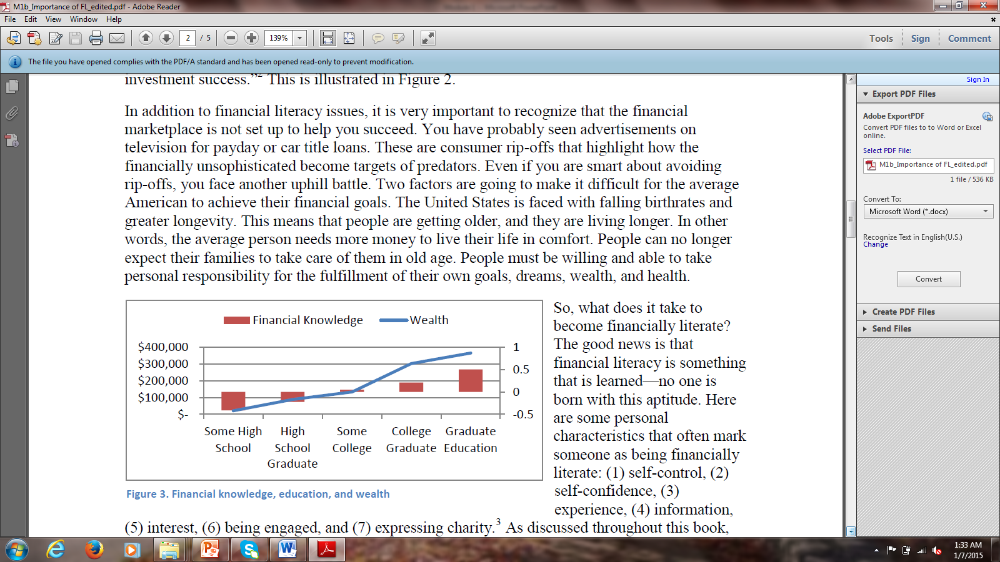 M1b_Importance of FL_edited.pdf - Adobe Reader
File Edit View Window Help
2 / 5 139% Tools Sign Comment
The file you have opened complies with the PDF/A standard and has been opened read-only to prevent modification.
investment success.”2 This is illustrated in Figure 2.
In addition to financial literacy issues, it is very important to recognize that the financial
marketplace is not set up to help you succeed. You have probably seen advertisements on
television for payday or car title loans. These are consumer rip-offs that highlight how the
financially unsophisticated become targets of predators. Even if you are smart about avoiding
rip-offs, you face another uphill battle. Two factors are going to make it difficult for the average
American to achieve their financial goals. The United States is faced with falling birthrates and
greater longevity. This means that people are getting older, and they are living longer. In other
words, the average person needs more money to live their life in comfort. People can no longer
expect their families to take care of them in old age. People must be willing and able to take
personal responsibility for the fulfillment of their own goals, dreams, wealth, and health.
Financial Knowledge Wealth
$400,000 1
$300,000
0.5
$200,000
0
$100,000
$- -0.5
Some High School
High School Graduate
Some College
College Graduate
Graduate Education
Figure 3. Financial knowledge, education, and wealth
So, what does it take to
become financially literate?
The good news is that
financial literacy is something
that is learned—no one is
born with this aptitude. Here
are some personal
characteristics that often mark
someone as being financially
literate: (1) self-control, (2)
self-confidence, (3)
experience, (4) information,
(5) interest, (6) being engaged, and (7) expressing charity.3 As discussed throughout this book,
Sign In
Export PDF Files
Adobe ExportPDF
Convert PDF files to to Word or Excel
online.
Select PDF File:
M1b_Importance of FL_edited.pdf
1 file / 536 KB
Convert To:
Microsoft Word (*.docx)
Recognize Text in English(U.S.)
Change
Convert
Create PDF Files
Send Files
1:33 AM
1/7/2015